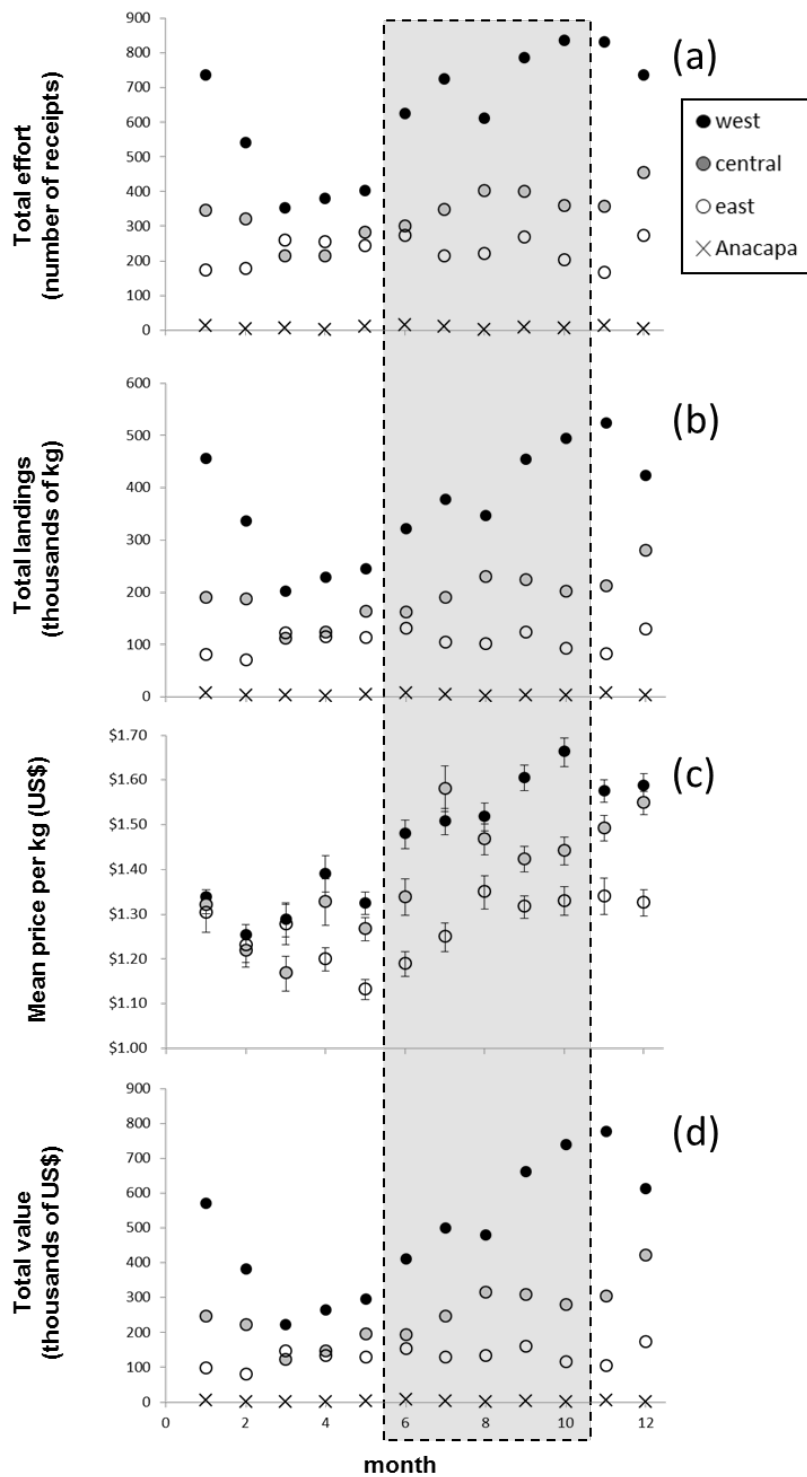 900
800
700
600
500
400
300
200
100
0
Total effort
(number of receipts)
(a)
west
central
east
Anacapa
600
500
400
300
200
100
0
Total landings
(thousands of kg)
(b)
$1.70
$1.60
$1.50
$1.40
$1.30
$1.20
$1.10
$1.00
Mean price per kg (US$)
(c)
900
800
700
600
500
400
300
200
100
0
Total value
(thousands of US$)
(d)
0 2 4 6 8 10 12
month